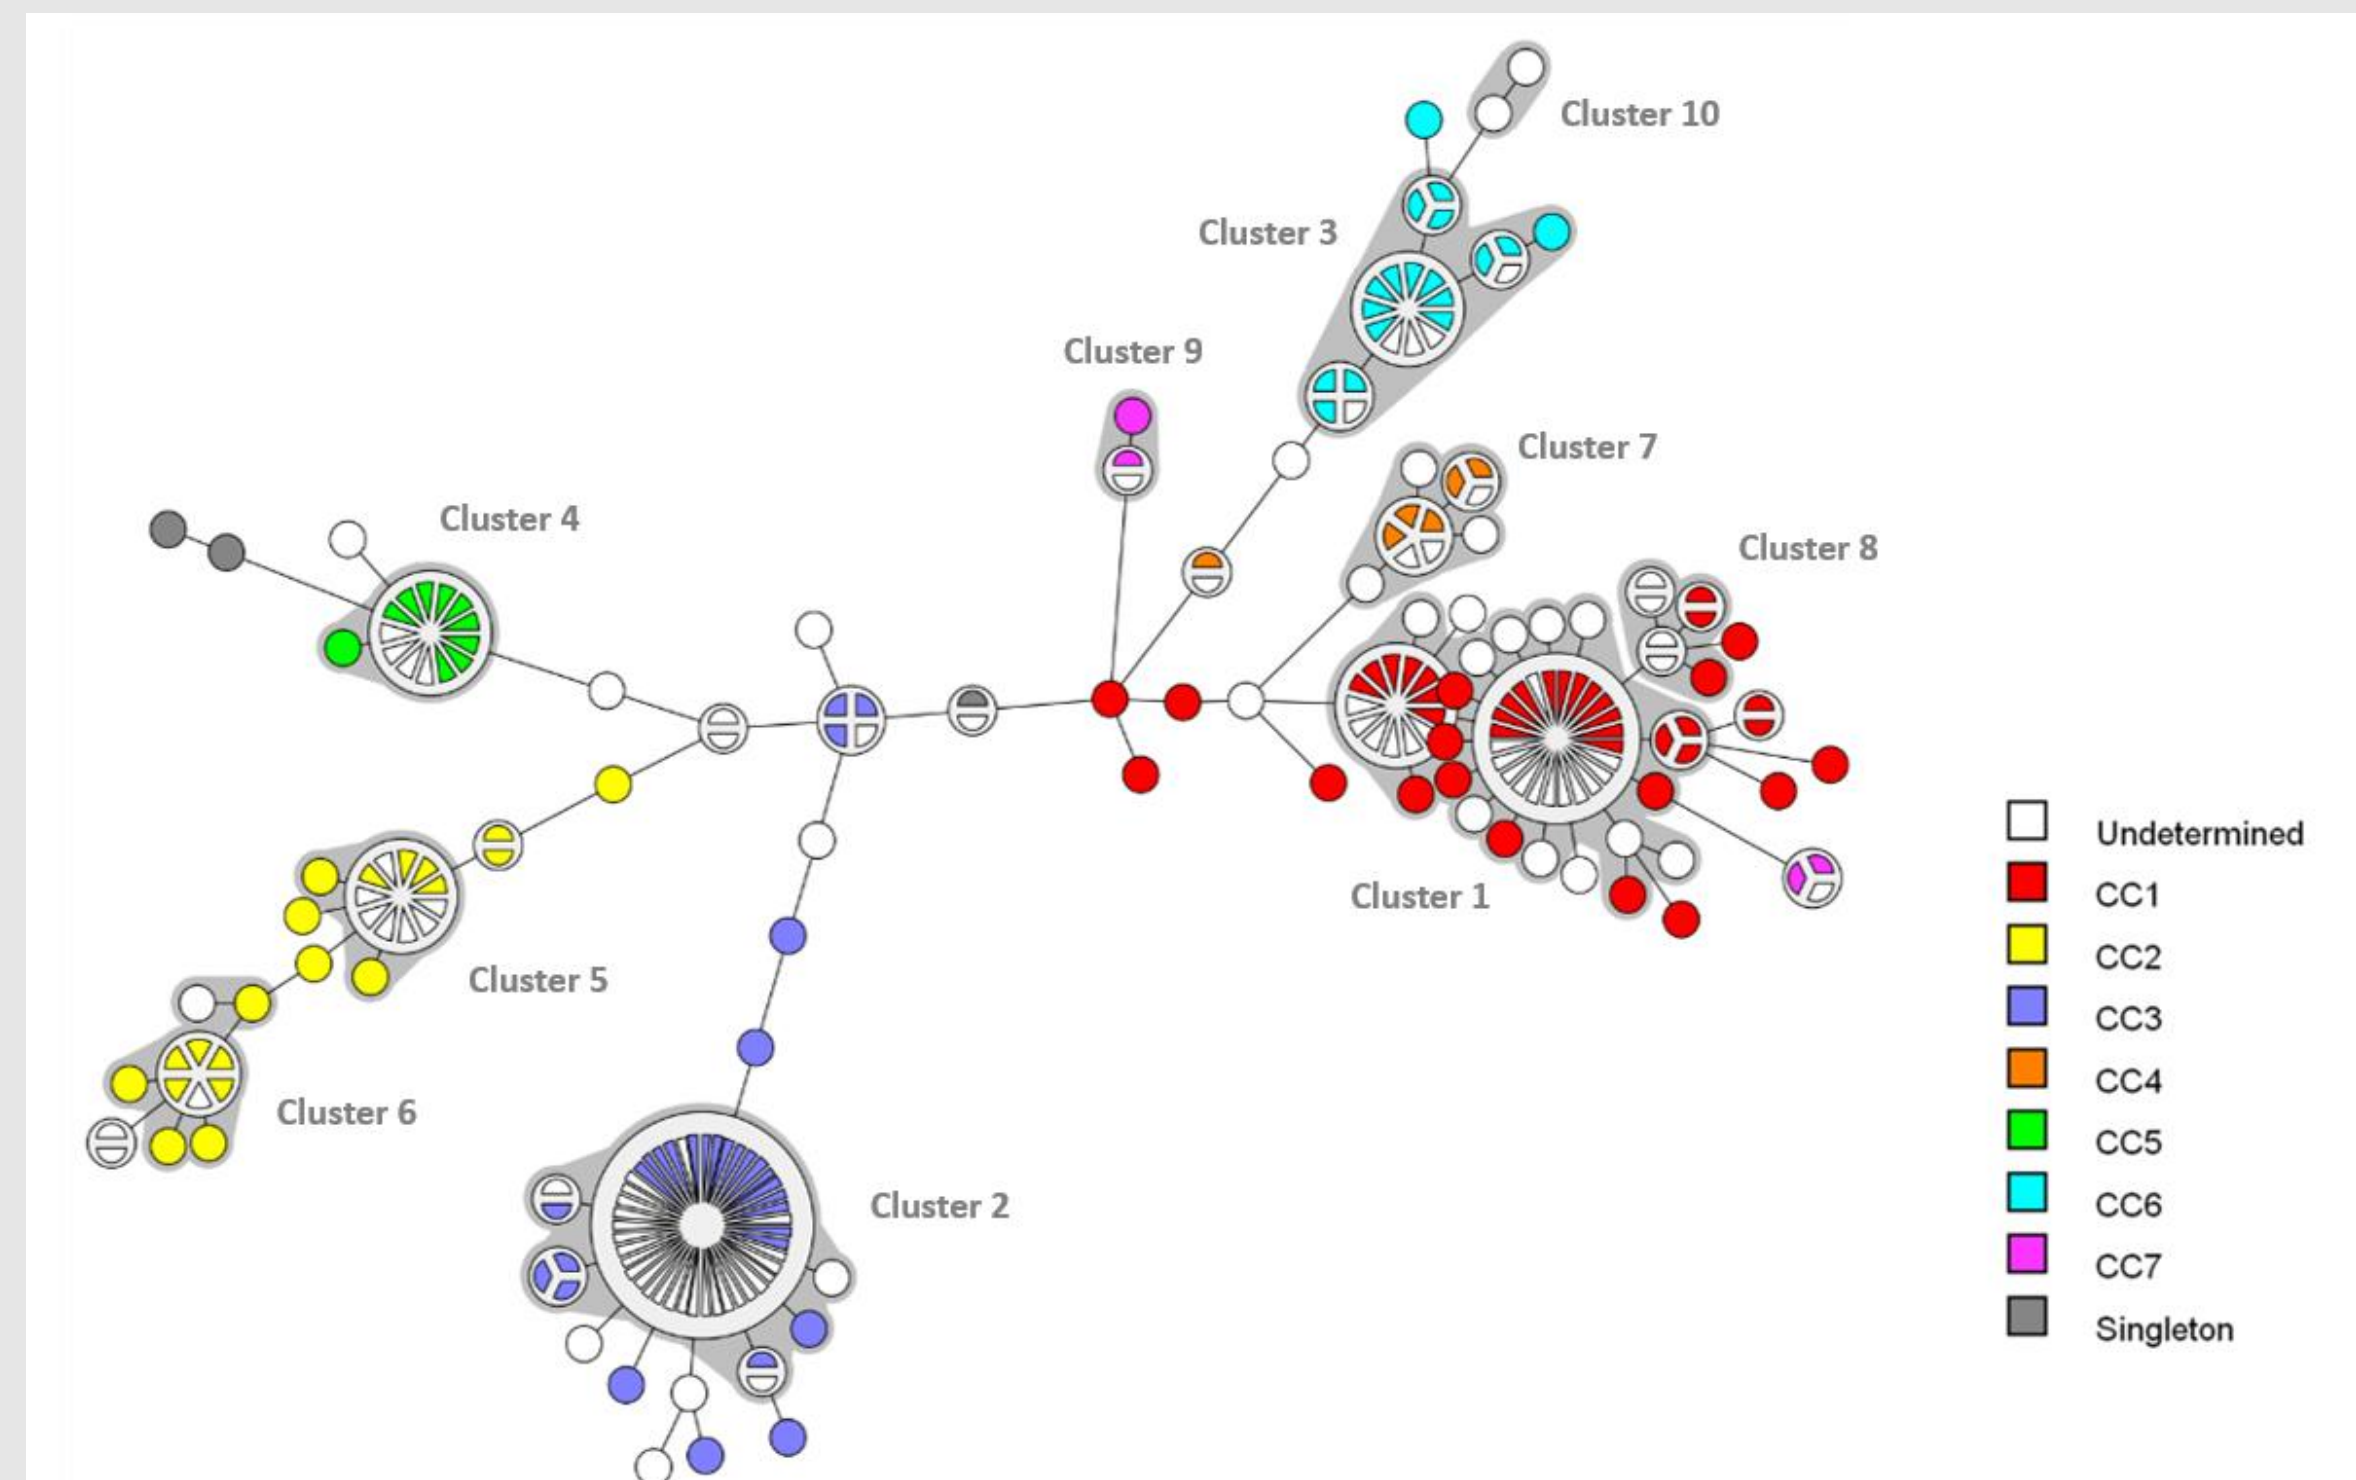 Cluster 10
Cluster 3
Cluster 9
Cluster 7
Cluster 4
Cluster 8
Cluster 1
Cluster 5
Cluster 6
Cluster 2
Undetermined
CC1
CC2
CC3
CC4
CC5
CC6
CC7
Singleton